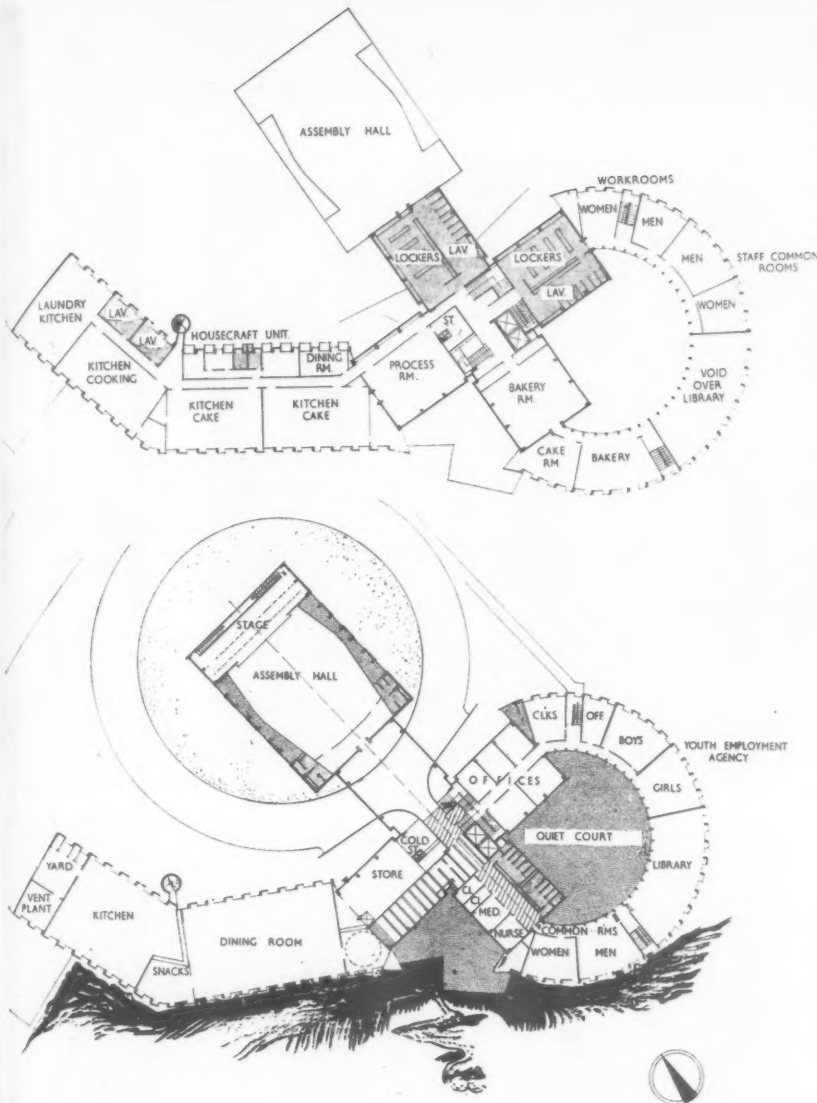 ASSEMBLY HALL
WORKROOMS
WOMEN
MEN
MEN
STAFF COMMON
ROOMS
WOMEN
LOCKERS
LAV.
LOCKERS
LAV.
LAUNDRY
KITCHEN
LAV.
LAV.
HOUSECRAFT UNIT.
DINING
RM.
ST.
KITCHEN
COOKING
PROCESS
RM.
VOID
OVER
LIBRARY
KITCHEN
CAKE
KITCHEN
CAKE
BAKERY
RM.
CAKE
RM
BAKERY
STAGE
ASSEMBLY HALL
CLKS
OFF.
BOYS
YOUTH EMPLOYMENT
AGENCY
OFFICES
GIRLS
COLD
ST.
QUIET COURT
LIBRARY
STORE
YARD
VENT
PLANT
KITCHEN
CL.
CL.
MED.
NURSE
COMMON RMS
DINING ROOM
SNACKS
WOMEN
MEN